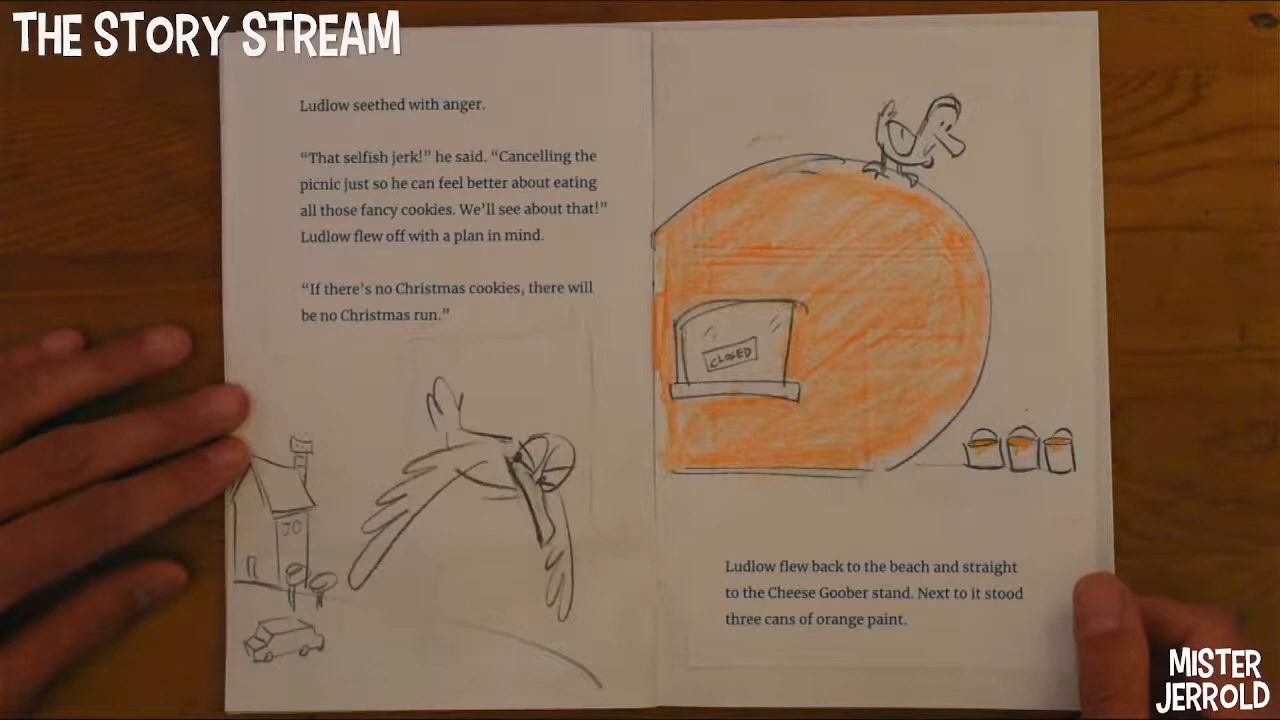 THE STORY STREAM
Ludlow seethed with anger.
“That selfish jerk!” he said. “Cancelling the
picnic just so he can feel better about eating
all those fancy cookies. We’ll see about that!”
Ludlow flew off with a plan in mind.
“If there’s no Christmas cookies, there will
be no Christmas run.”
CLOSED
Ludlow flew back to the beach and straight
to the Cheese Goober stand. Next to it stood
three cans of orange paint.
MISTER
JERROLD